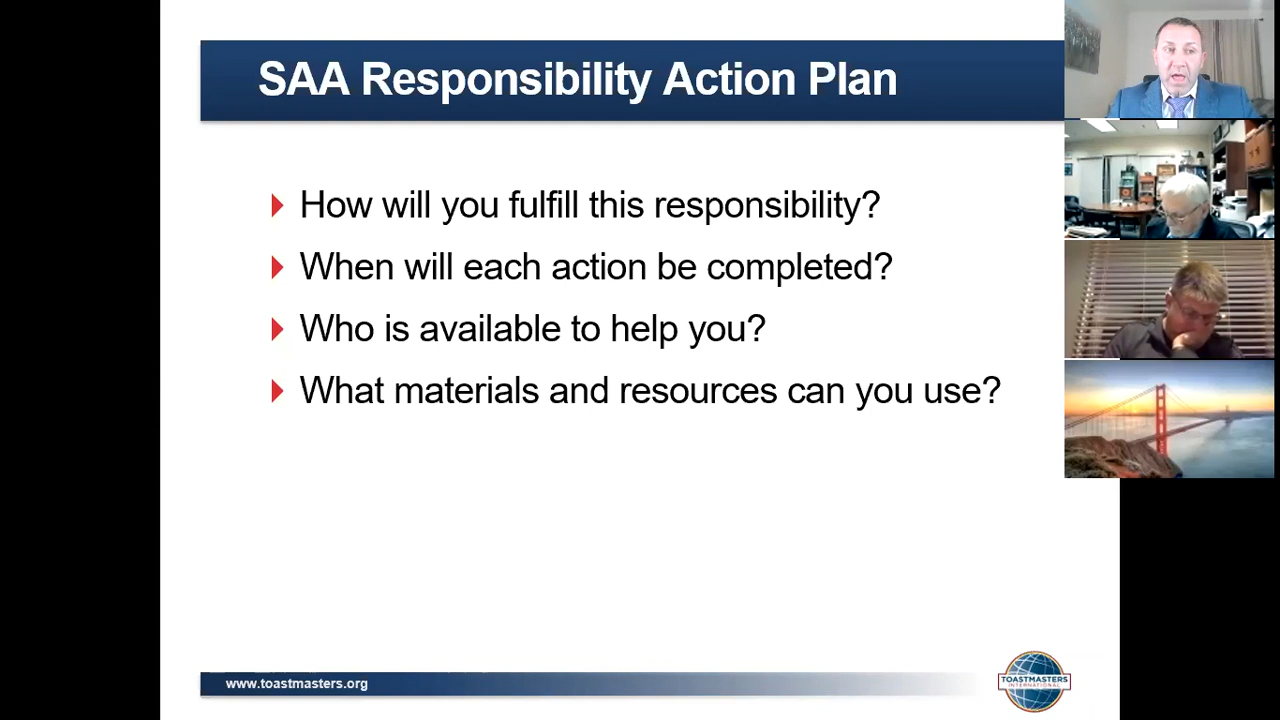 SAA Responsibility Action Plan
How will you fulfill this responsibility?
When will each action be completed?
Who is available to help you?
What materials and resources can you use?
www.toastmasters.org
TOASTMASTERS
INTERNATIONAL